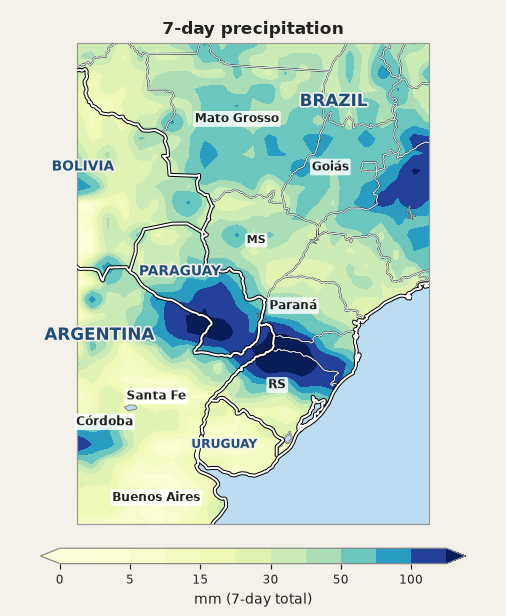 7-day precipitation
BRAZIL
Mato Grosso
BOLIVIA
Goiás
MS
PARAGUAY
Paraná
ARGENTINA
RS
Santa Fe
Córdoba
URUGUAY
Buenos Aires
0 5 15 30 50 100
mm (7-day total)